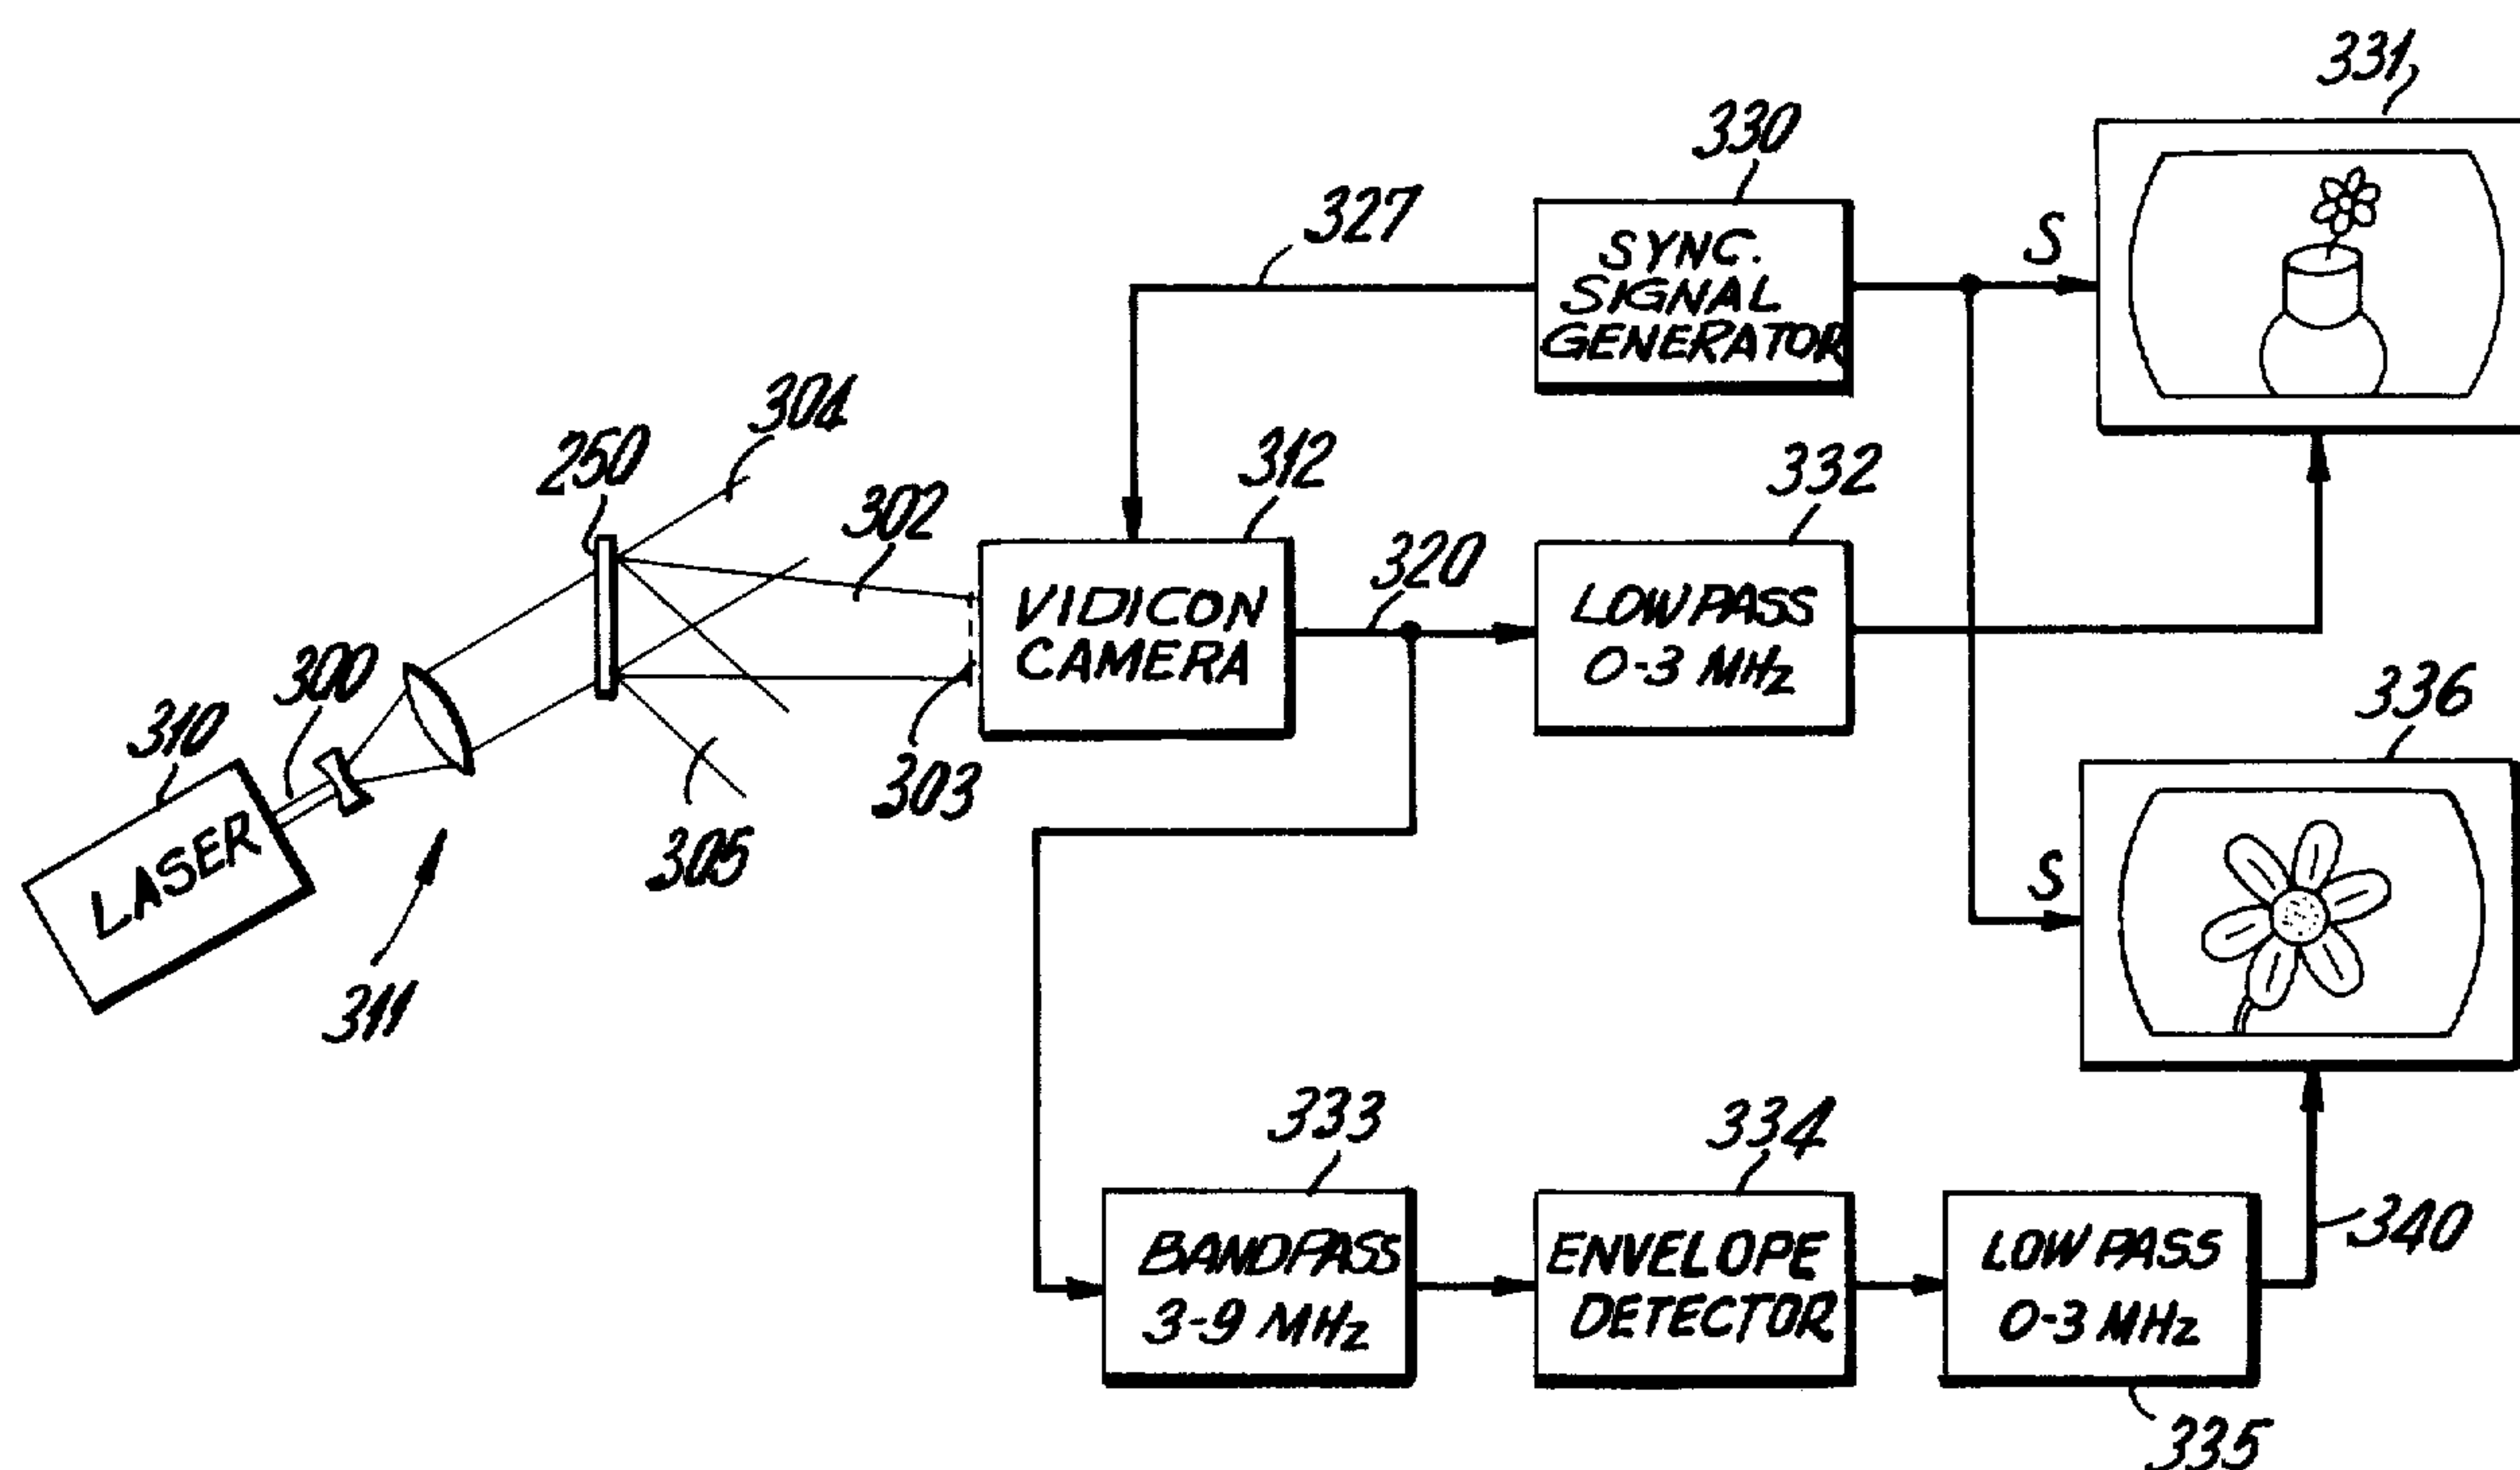 331
330
327
SYNC.
SIGNAL
GENERATOR
S
304
250
302
312
332
320
VIDICON
CAMERA
LOW PASS
0-3 MHz
336
310
300
303
305
LASER
311
S
333
334
340
BANDPASS
3-9 MHz
ENVELOPE
DETECTOR
LOW PASS
0-3 MHz
335